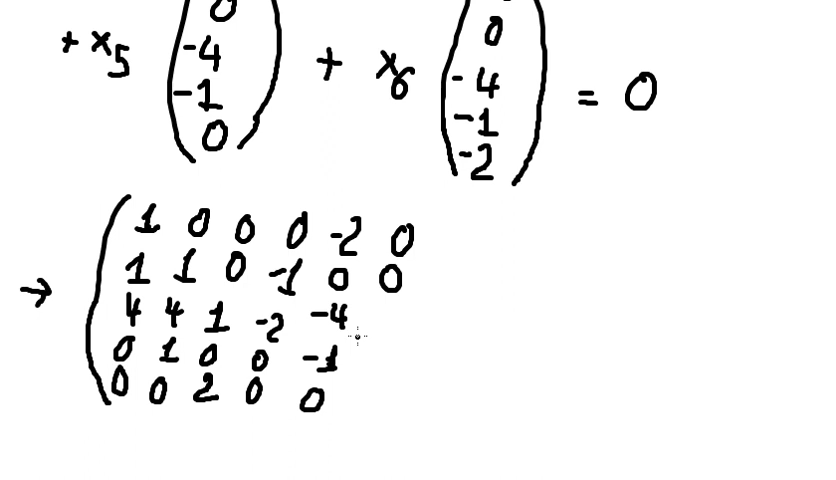 + x5 ( 0 -4 -1 0 ) + x6 ( 0 -4 -1 -2 ) = 0
→ ( 1 0 0 0 -2 0
1 1 0 -1 0 0
4 4 1 -2 -4
0 1 0 0 -1
0 0 2 0 0